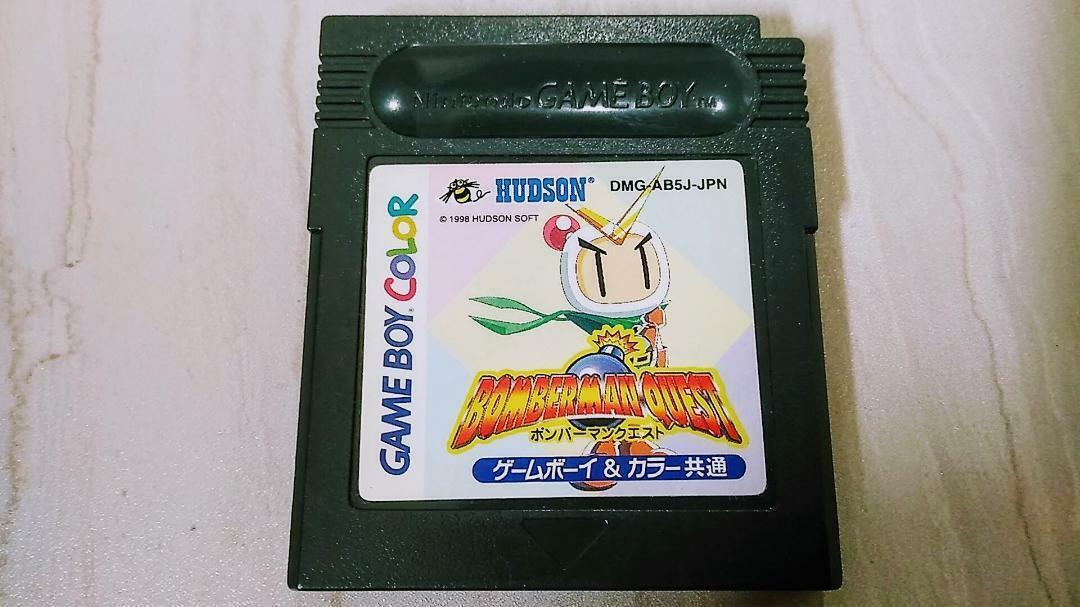 Nintendo GAME BOY TM
HUDSON®
DMG-AB5J-JPN
© 1998 HUDSON SOFT
GAME BOY COLOR
BOMBERMAN QUEST
ボンバーマンクエスト
ゲームボーイ & カラー共通